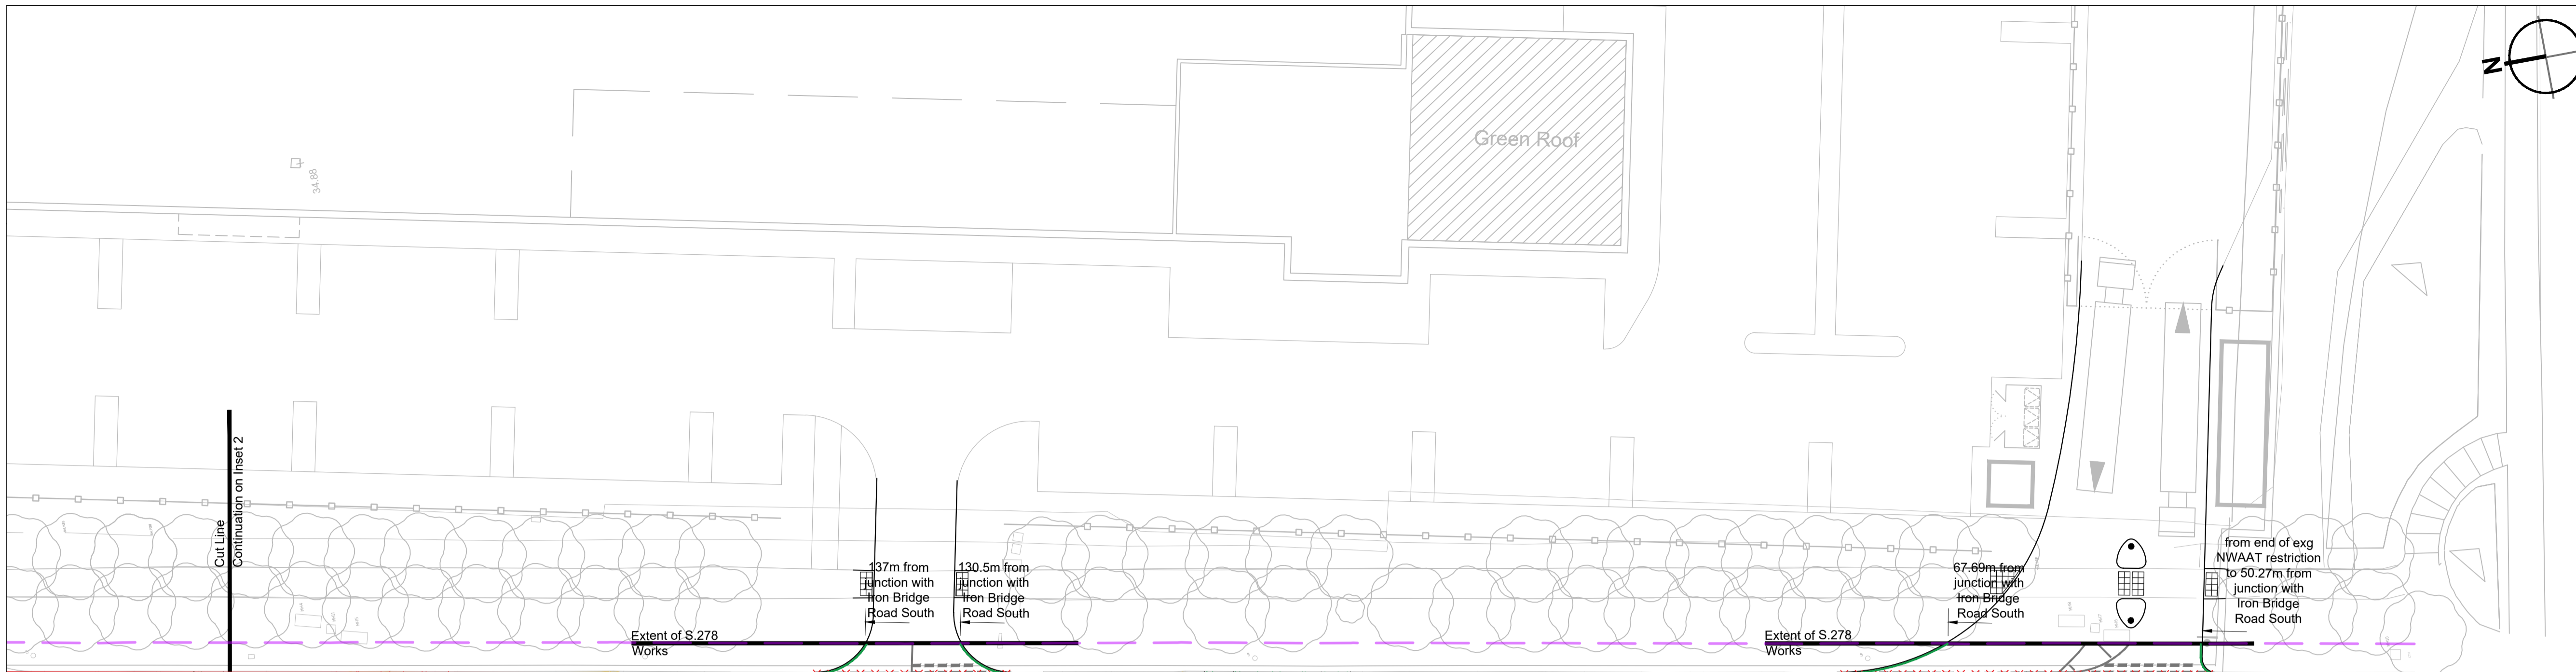 N
Green Roof
34.88
Cut Line
Continuation on Inset 2
137m from
junction with
Iron Bridge
Road South
130.5m from
junction with
Iron Bridge
Road South
67.69m from
junction with
Iron Bridge
Road South
from end of exg
NWAAT restriction
to 50.27m from
junction with
Iron Bridge
Road South
Extent of S.278
Works
Extent of S.278
Works